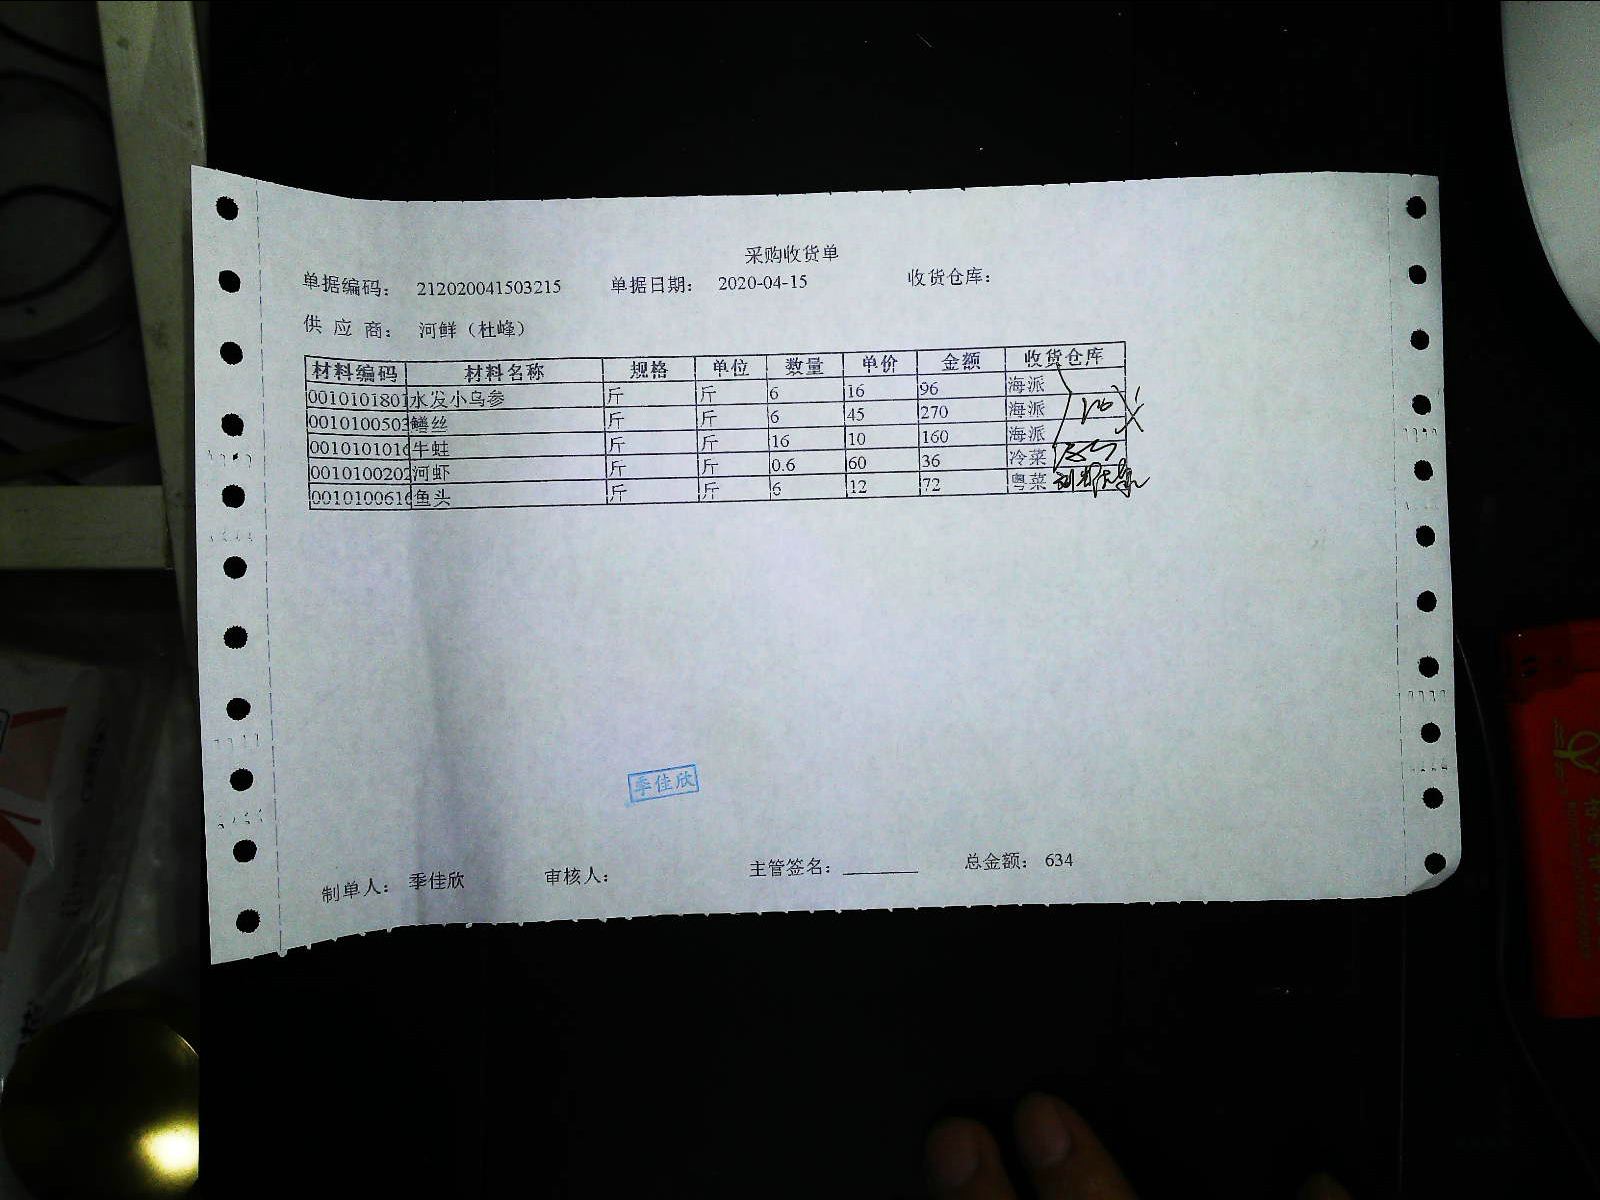 采购收货单
单据编码： 212020041503215 单据日期： 2020-04-15 收货仓库：
供 应 商： 河鲜（杜峰）
材料编码 材料名称 规格 单位 数量 单价 金额 收货仓库
0010101801 水发小乌参 斤 斤 6 16 96 海派
0010100503 鳝丝 斤 斤 6 45 270 海派
001010101 牛蛙 斤 斤 16 10 160 海派
0010100202 河虾 斤 斤 0.6 60 36 冷菜
001010061 鱼头 斤 斤 6 12 72 粤菜
季佳欣
制单人： 季佳欣 审核人： 主管签名： 总金额： 634